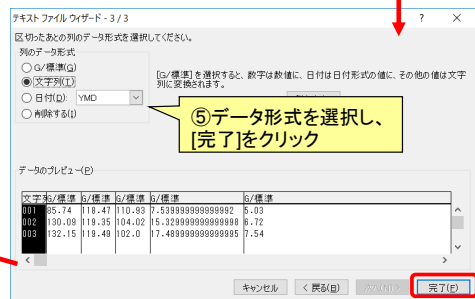 テキスト ファイル ウィザード - 3 / 3
? ×
区切ったあとの列のデータ形式を選択してください。
列のデータ形式
G/標準(G)
文字列(T)
日付(D): YMD
削除する(I)
[G/標準] を選択すると、数字は数値に、日付は日付形式の値に、その他の値は文字列に変換されます。
⑤データ形式を選択し、
[完了]をクリック
データのプレビュー(P)
文字列 G/標準 G/標準 G/標準 G/標準 G/標準
001 85.74 118.47 110.93 7.539999999999992 5.03
002 130.09 119.35 104.02 15.329999999999998 6.72
003 132.15 119.49 102.0 17.489999999999995 7.54
キャンセル < 戻る(B) 完了(F)